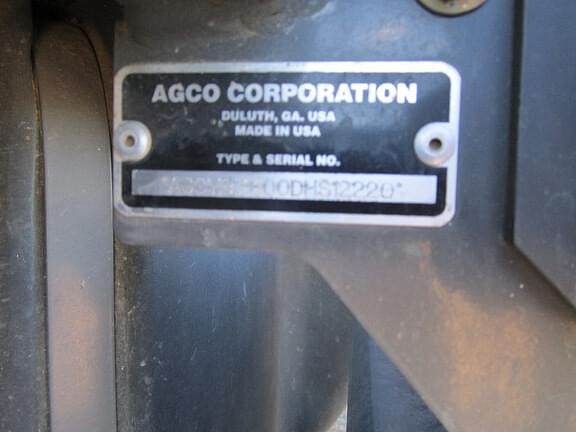 AGCO CORPORATION
DULUTH, GA. USA
MADE IN USA
TYPE & SERIAL NO.